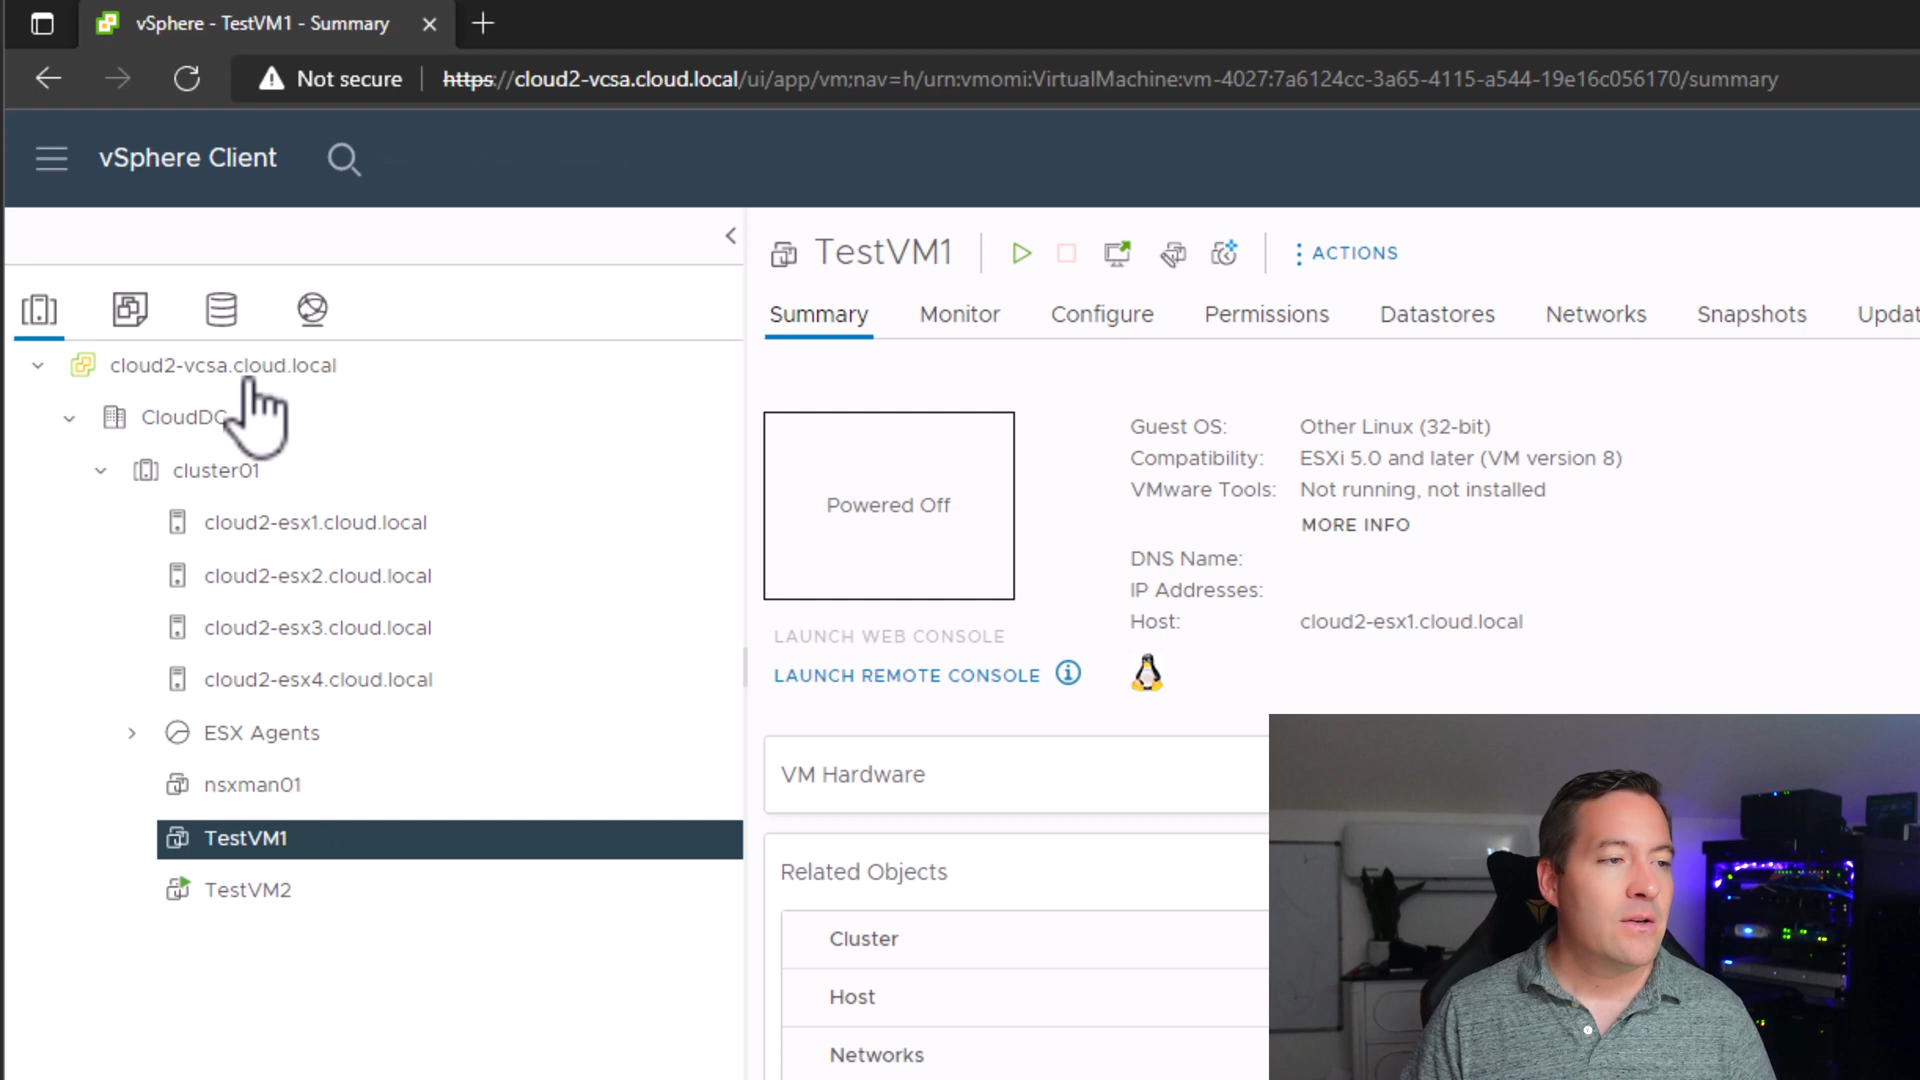 vSphere - TestVM1 - Summary
Not secure
https://cloud2-vcsa.cloud.local/ui/app/vm;nav=h/urn:vmomi:VirtualMachine:vm-4027:7a6124cc-3a65-4115-a544-19e16c056170/summary
vSphere Client
TestVM1
ACTIONS
Summary
Monitor
Configure
Permissions
Datastores
Networks
Snapshots
Updat
cloud2-vcsa.cloud.local
CloudDC
cluster01
cloud2-esx1.cloud.local
cloud2-esx2.cloud.local
cloud2-esx3.cloud.local
cloud2-esx4.cloud.local
ESX Agents
nsxman01
TestVM1
TestVM2
Powered Off
LAUNCH WEB CONSOLE
LAUNCH REMOTE CONSOLE
Guest OS: Other Linux (32-bit)
Compatibility: ESXi 5.0 and later (VM version 8)
VMware Tools: Not running, not installed
MORE INFO
DNS Name:
IP Addresses:
Host: cloud2-esx1.cloud.local
VM Hardware
Related Objects
Cluster
Host
Networks